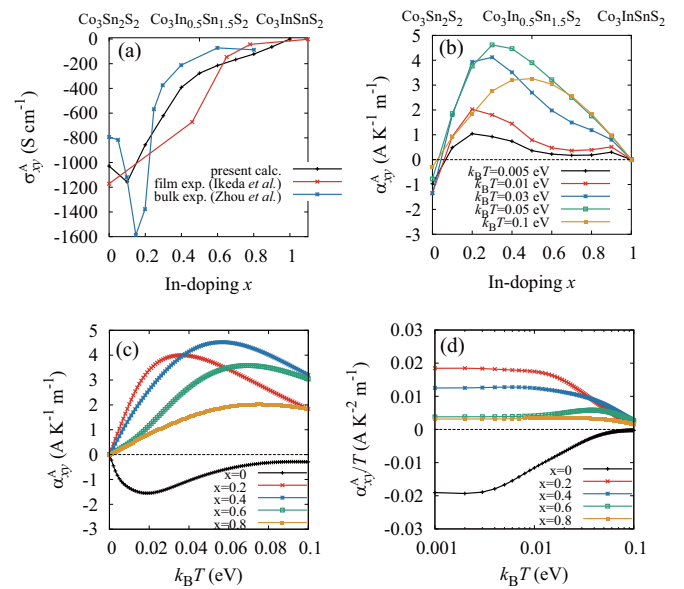 Co₃Sn₂S₂ Co₃In₀.₅Sn₁.₅S₂ Co₃InSnS₂
(a)
0
-200
-400
-600
-800
-1000
-1200
-1400
-1600
σᴬxy (S cm⁻¹)
present calc.
film exp. (Ikeda et al.)
bulk exp. (Zhou et al.)
0 0.2 0.4 0.6 0.8 1
In-doping x
Co₃Sn₂S₂ Co₃In₀.₅Sn₁.₅S₂ Co₃InSnS₂
(b)
5
4
3
2
1
0
-1
-2
-3
αᴬxy (A K⁻¹ m⁻¹)
k_BT=0.005 eV
k_BT=0.01 eV
k_BT=0.03 eV
k_BT=0.05 eV
k_BT=0.1 eV
0 0.2 0.4 0.6 0.8 1
In-doping x
(c)
5
4
3
2
1
0
-1
-2
-3
αᴬxy (A K⁻¹ m⁻¹)
x=0
x=0.2
x=0.4
x=0.6
x=0.8
0 0.02 0.04 0.06 0.08 0.1
k_BT (eV)
(d)
0.03
0.02
0.01
0
-0.01
-0.02
-0.03
αᴬxy/T (A K⁻² m⁻¹)
x=0
x=0.2
x=0.4
x=0.6
x=0.8
0.001 0.01 0.1
k_BT (eV)